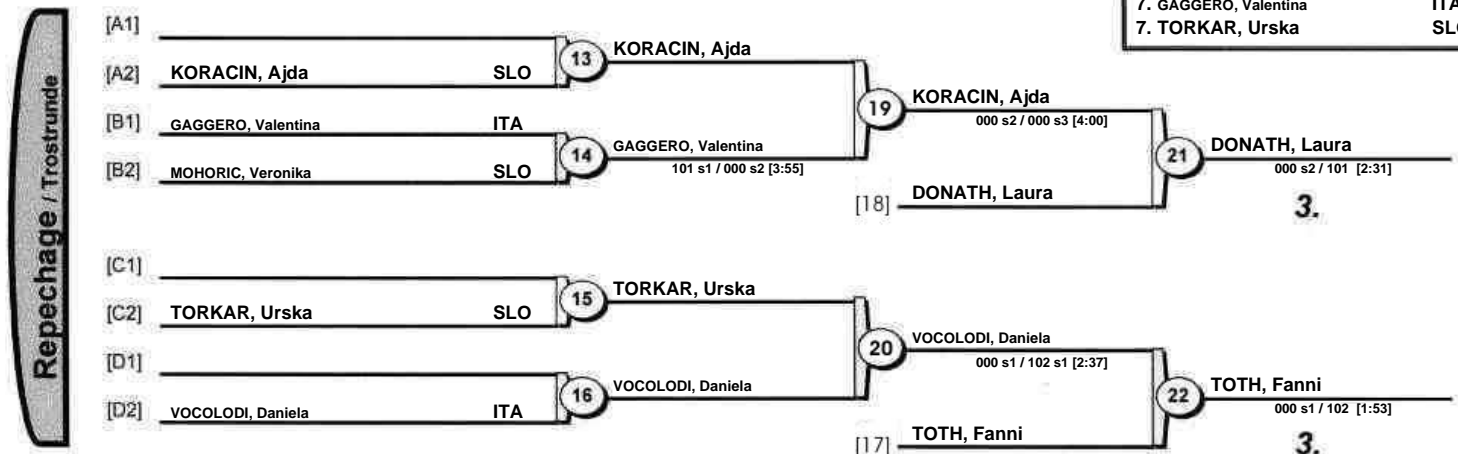 7. GAGGERO, Valentina ITA
7. TORKAR, Urska SLO
Repechage / Trostrunde
[A1]
[A2] KORACIN, Ajda SLO
13 KORACIN, Ajda
[B1] GAGGERO, Valentina ITA
[B2] MOHORIC, Veronika SLO
14 GAGGERO, Valentina
101 s1 / 000 s2 [3:55]
19 KORACIN, Ajda
000 s2 / 000 s3 [4:00]
[18] DONATH, Laura
21 DONATH, Laura
000 s2 / 101 [2:31]
3.
[C1]
[C2] TORKAR, Urska SLO
15 TORKAR, Urska
[D1]
[D2] VOCOLODI, Daniela ITA
16 VOCOLODI, Daniela
20 VOCOLODI, Daniela
000 s1 / 102 s1 [2:37]
[17] TOTH, Fanni
22 TOTH, Fanni
000 s1 / 102 [1:53]
3.